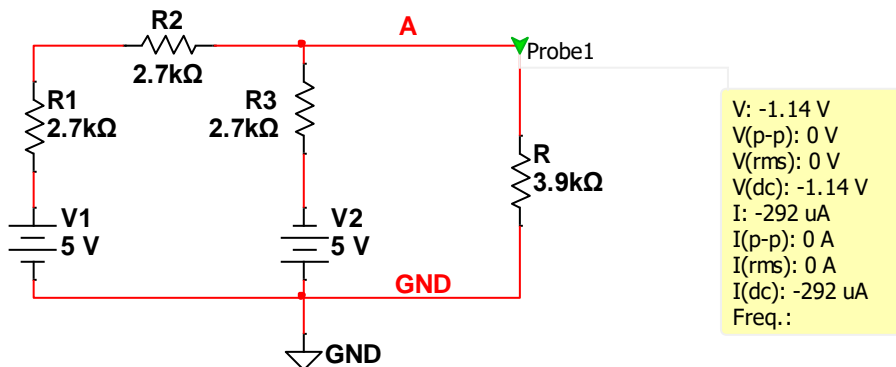 R2
2.7kΩ
A
Probe1
R1
2.7kΩ
R3
2.7kΩ
R
3.9kΩ
V1
5 V
V2
5 V
GND
GND
V: -1.14 V
V(p-p): 0 V
V(rms): 0 V
V(dc): -1.14 V
I: -292 uA
I(p-p): 0 A
I(rms): 0 A
I(dc): -292 uA
Freq.: